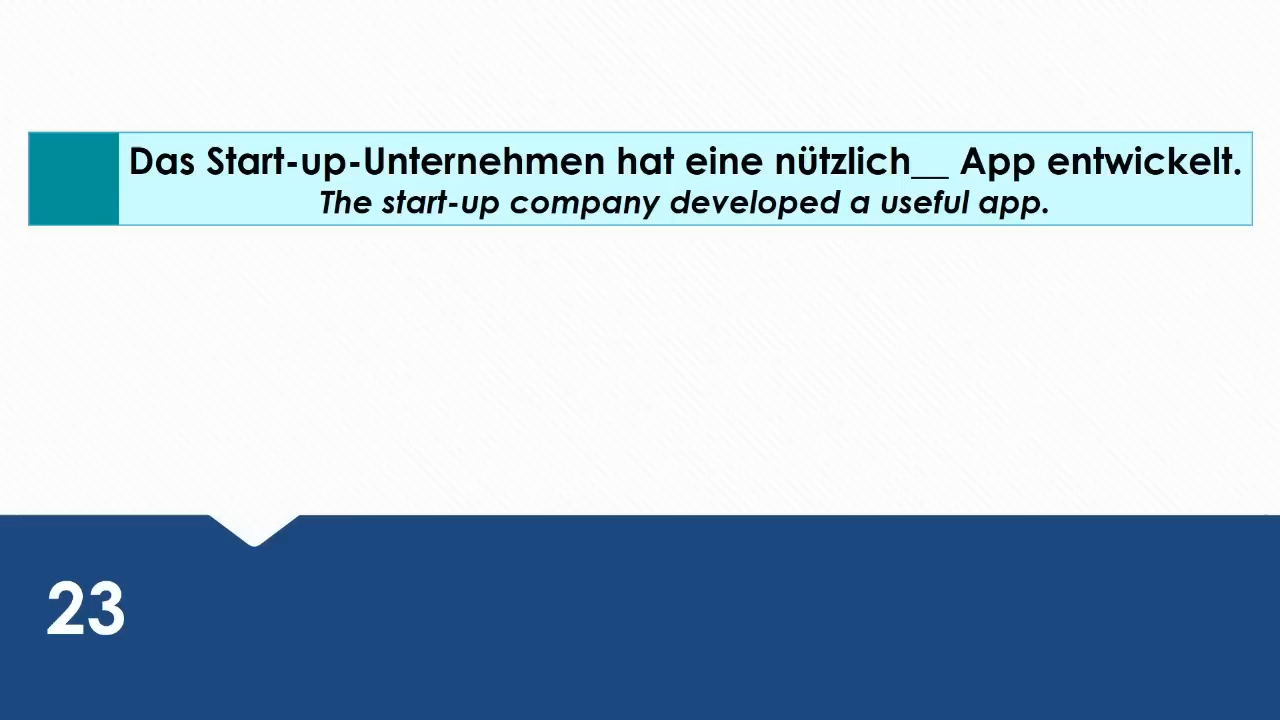 Das Start-up-Unternehmen hat eine nützlich__ App entwickelt.
The start-up company developed a useful app.
23